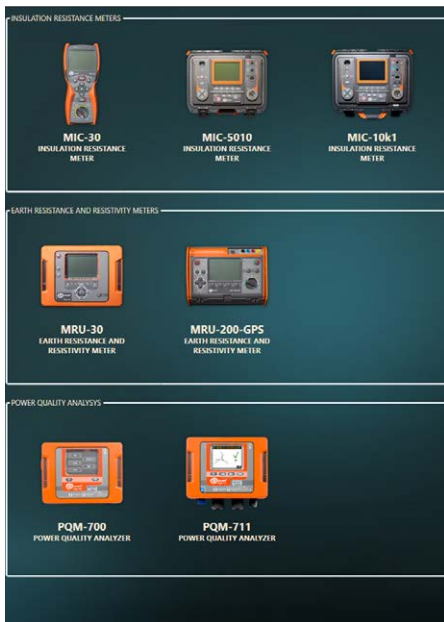 INSULATION RESISTANCE METERS
MIC-30
INSULATION RESISTANCE
METER
MIC-5010
INSULATION RESISTANCE
METER
MIC-10k1
INSULATION RESISTANCE
METER
EARTH RESISTANCE AND RESISTIVITY METERS
MRU-30
EARTH RESISTANCE AND
RESISTIVITY METER
MRU-200-GPS
EARTH RESISTANCE AND
RESISTIVITY METER
POWER QUALITY ANALYSYS
PQM-700
POWER QUALITY ANALYZER
PQM-711
POWER QUALITY ANALYZER